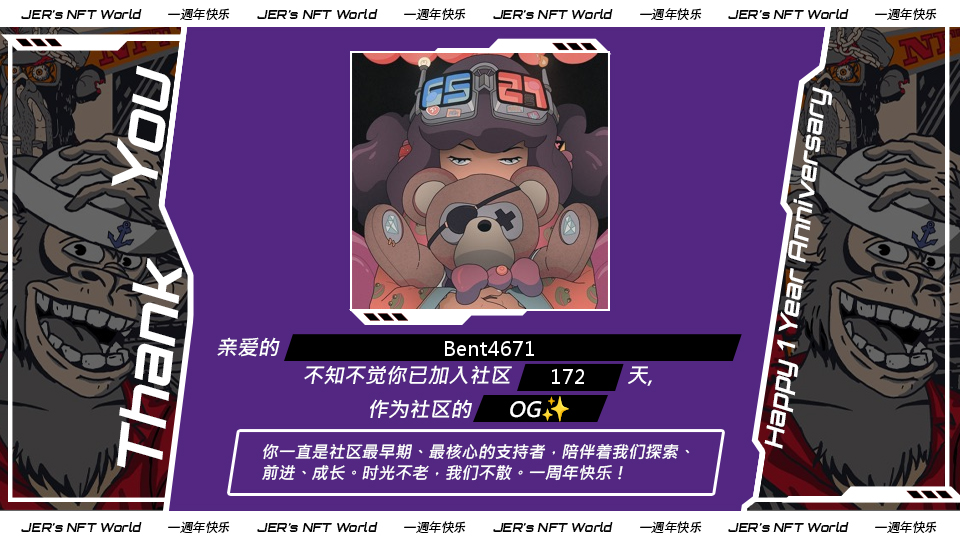 JER's NFT World 一週年快乐 JER's NFT World 一週年快乐 JER's NFT World 一週年快乐 JER's NFT World 一週年快乐
Thank You
65 27
亲爱的 Bent4671
不知不觉你已加入社区 172 天,
作为社区的 OG✨
你一直是社区最早期、最核心的支持者，陪伴着我们探索、
前进、成长。时光不老，我们不散。一周年快乐！
Happy 1 Year Anniversary
JER's NFT World 一週年快乐 JER's NFT World 一週年快乐 JER's NFT World 一週年快乐 JER's NFT World 一週年快乐